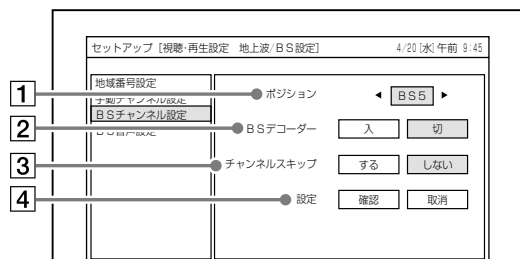 セットアップ [視聴・再生設定 地上波/BS設定] 4/20[水]午前 9:45
地域番号設定
手動チャンネル設定
BSチャンネル設定
BS音声設定
1 ポジション ◀ BS5 ▶
2 BSデコーダー 入 切
3 チャンネルスキップ する しない
4 設定 確認 取消